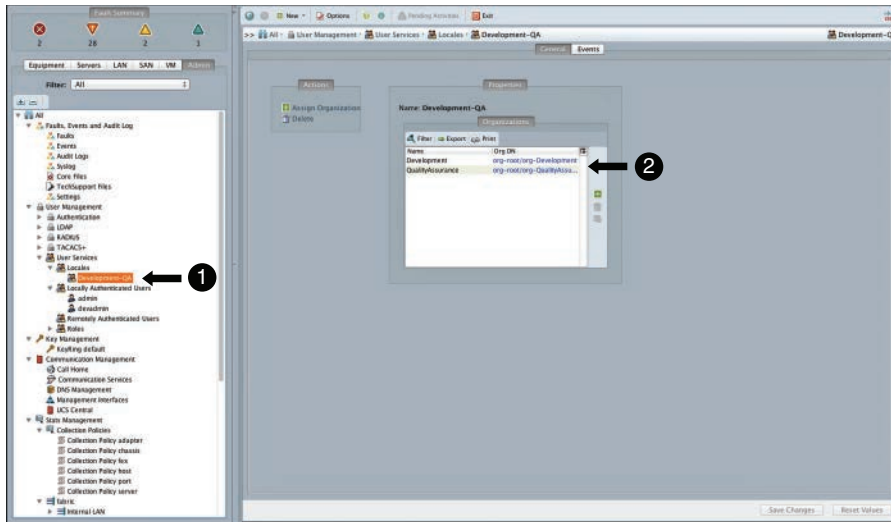 Fault Summary
2 28 2 3
Equipment Servers LAN SAN VM Admin
Filter: All
All
Faults, Events and Audit Log
Faults
Events
Audit Logs
Syslog
Core Files
TechSupport Files
Settings
User Management
Authentication
LDAP
RADIUS
TACACS+
User Services
Locales
Development-QA
Locally Authenticated Users
admin
devadmin
Remotely Authenticated Users
Roles
Key Management
KeyRing default
Communication Management
Call Home
Communication Services
DNS Management
Management Interfaces
UCS Central
Stats Management
Collection Policies
Collection Policy adapter
Collection Policy chassis
Collection Policy fex
Collection Policy host
Collection Policy port
Collection Policy server
fabric
Internal LAN
1
New Options Pending Activities Exit
>> All User Management User Services Locales Development-QA
General Events
Actions
Assign Organization
Delete
Properties
Name: Development-QA
Organizations
Filter Export Print
Name Org DN
Development org-root/org-Development
QualityAssurance org-root/org-QualityAssu...
2
Save Changes Reset Values